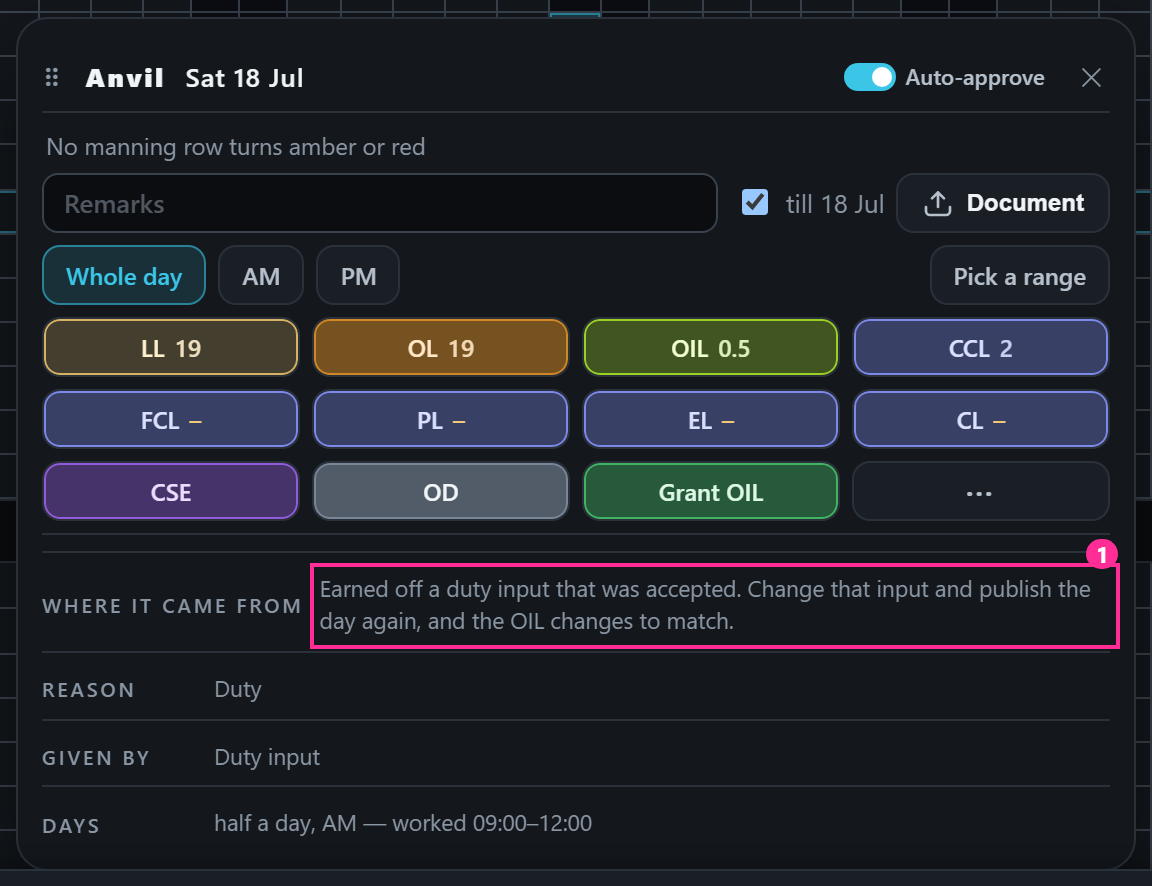 Anvil Sat 18 Jul Auto-approve
No manning row turns amber or red
Remarks till 18 Jul Document
Whole day AM PM Pick a range
LL 19 OL 19 OIL 0.5 CCL 2
FCL – PL – EL – CL –
CSE OD Grant OIL ...
1
WHERE IT CAME FROM Earned off a duty input that was accepted. Change that input and publish the
day again, and the OIL changes to match.
REASON Duty
GIVEN BY Duty input
DAYS half a day, AM — worked 09:00–12:00